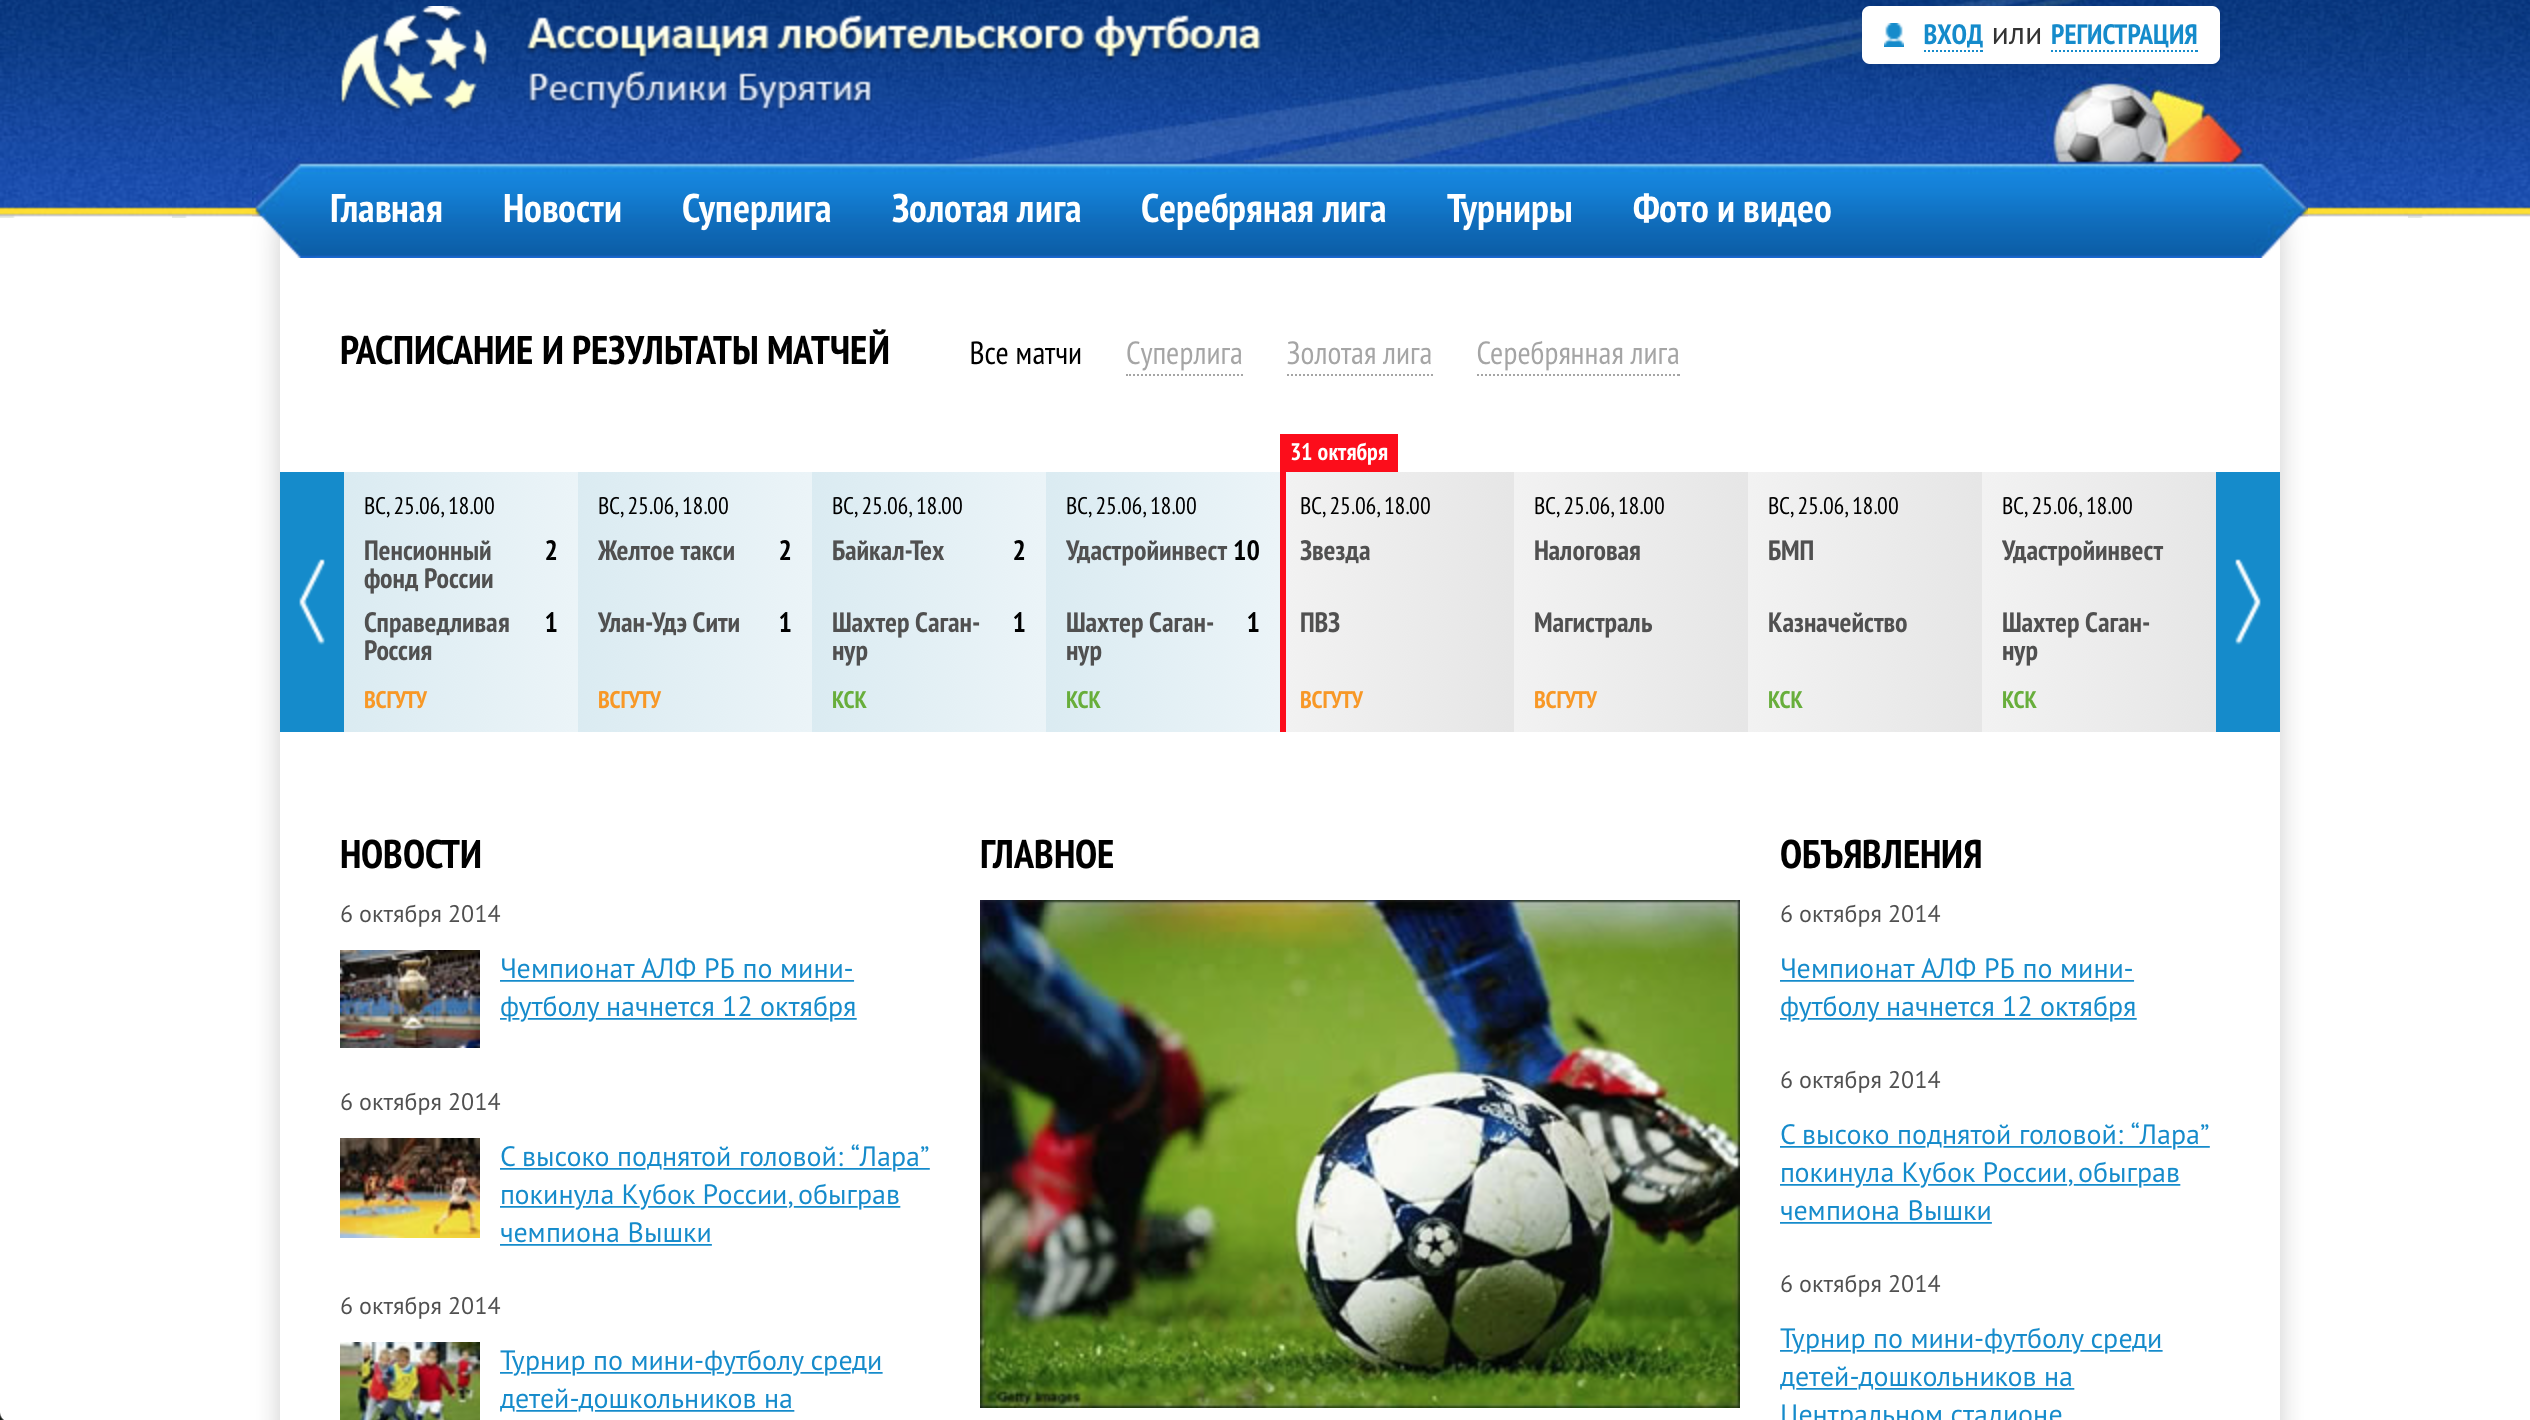 Ассоциация любительского футбола
Республики Бурятия
ВХОД или РЕГИСТРАЦИЯ
Главная
Новости
Суперлига
Золотая лига
Серебряная лига
Турниры
Фото и видео
РАСПИСАНИЕ И РЕЗУЛЬТАТЫ МАТЧЕЙ
Все матчи
Суперлига
Золотая лига
Серебрянная лига
31 октября
ВС, 25.06, 18.00
Пенсионный 2
фонд России
Справедливая 1
Россия
ВСГУТУ
ВС, 25.06, 18.00
Желтое такси 2
Улан-Удэ Сити 1
ВСГУТУ
ВС, 25.06, 18.00
Байкал-Тех 2
Шахтер Саган- 1
нур
КСК
ВС, 25.06, 18.00
Удастройинвест 10
Шахтер Саган- 1
нур
КСК
ВС, 25.06, 18.00
Звезда
ПВЗ
ВСГУТУ
ВС, 25.06, 18.00
Налоговая
Магистраль
ВСГУТУ
ВС, 25.06, 18.00
БМП
Казначейство
КСК
ВС, 25.06, 18.00
Удастройинвест
Шахтер Саган-
нур
КСК
НОВОСТИ
6 октября 2014
Чемпионат АЛФ РБ по мини-
футболу начнется 12 октября
6 октября 2014
С высоко поднятой головой: “Лара”
покинула Кубок России, обыграв
чемпиона Вышки
6 октября 2014
Турнир по мини-футболу среди
детей-дошкольников на
ГЛАВНОЕ
©Getty Images
ОБЪЯВЛЕНИЯ
6 октября 2014
Чемпионат АЛФ РБ по мини-
футболу начнется 12 октября
6 октября 2014
С высоко поднятой головой: “Лара”
покинула Кубок России, обыграв
чемпиона Вышки
6 октября 2014
Турнир по мини-футболу среди
детей-дошкольников на
Центральном стадионе